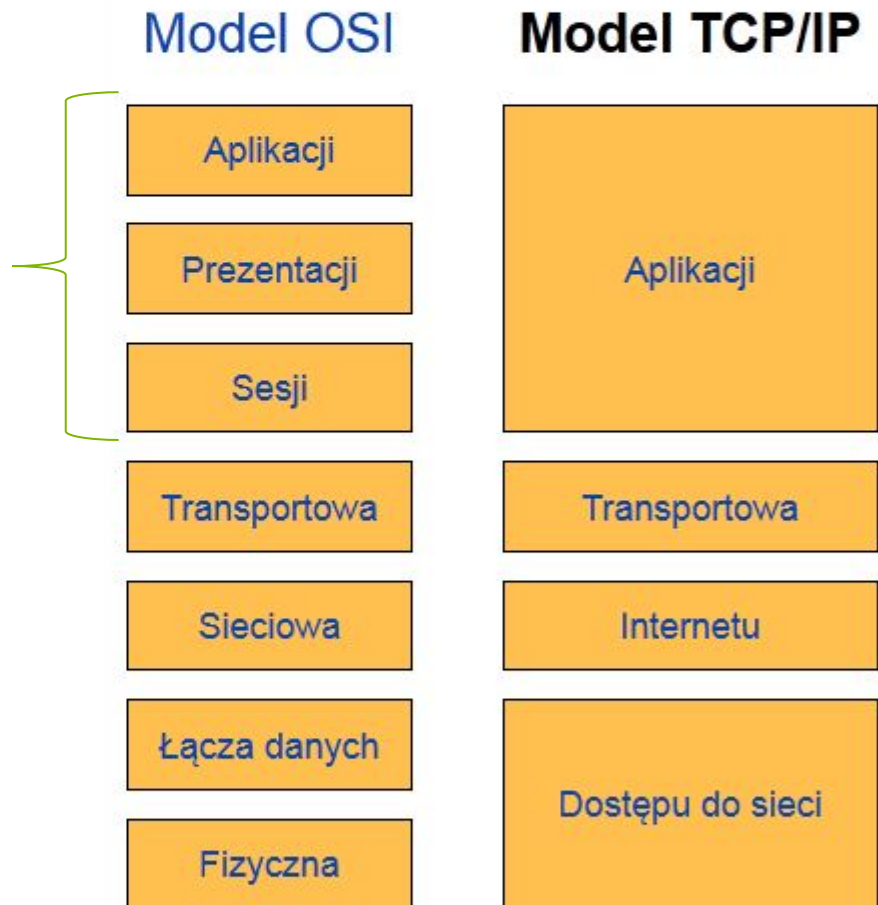 Model OSI
Model TCP/IP
Aplikacji
Prezentacji
Sesji
Transportowa
Sieciowa
Łącza danych
Fizyczna
Aplikacji
Transportowa
Internetu
Dostępu do sieci